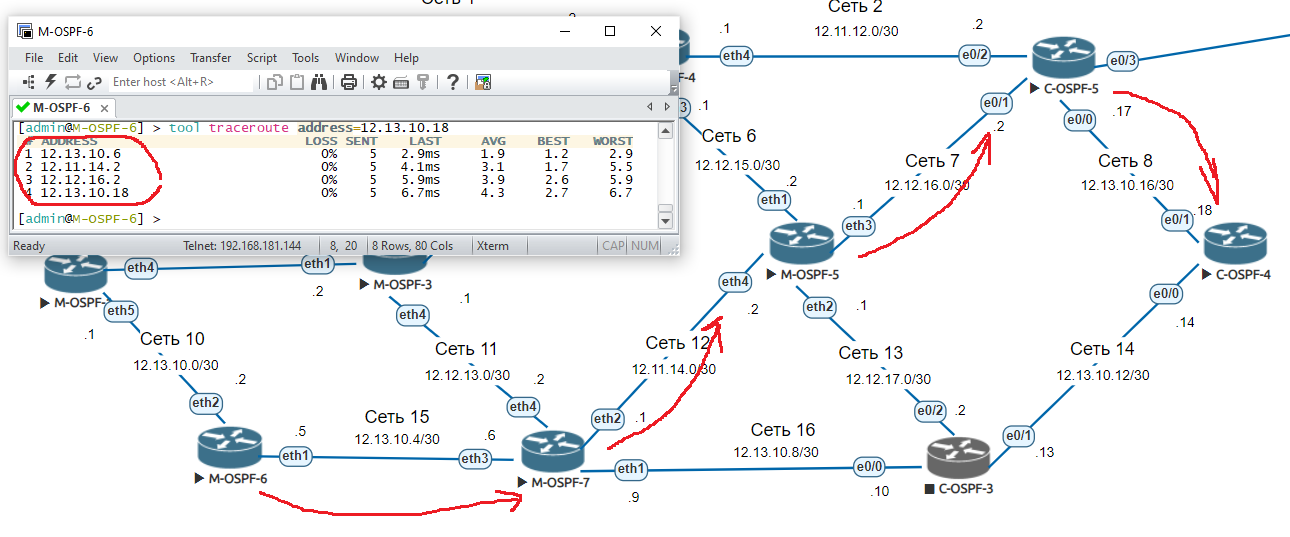 Сеть 2
M-OSPF-6
12.11.12.0/30
.2
.2
File Edit View Options Transfer Script Tools Window Help
eth4
e0/2
e0/3
Enter host <Alt+R>
C-OSPF-5
M-OSPF-6
.1
e0/1
.2
.17
[admin@M-OSPF-6] > tool traceroute address=12.13.10.18
e0/0
# ADDRESS LOSS SENT LAST AVG BEST WORST
1 12.13.10.6 0% 5 2.9ms 1.9 1.2 2.9
2 12.11.14.2 0% 5 4.1ms 3.1 1.7 5.5
3 12.12.16.2 0% 5 5.9ms 3.9 2.6 5.9
4 12.13.10.18 0% 5 6.7ms 4.3 2.7 6.7
[admin@M-OSPF-6] >
Ready Telnet: 192.168.181.144 8, 20 8 Rows, 80 Cols Xterm CAP NUM
Сеть 6
12.12.15.0/30
Сеть 7
12.12.16.0/30
Сеть 8
12.13.10.16/30
.2
eth1
.1
eth3
.18
e0/1
eth4
eth1
.2
M-OSPF-3
M-OSPF-5
C-OSPF-4
eth5
.1
eth4
.1
eth4
.2
eth2
.1
e0/0
.14
Сеть 10
12.13.10.0/30
Сеть 11
12.12.13.0/30
Сеть 12
12.11.14.0/30
Сеть 13
12.12.17.0/30
Сеть 14
12.13.10.12/30
.2
eth2
.2
eth4
eth2
.1
e0/2
.2
Сеть 15
12.13.10.4/30
.5
eth1
.6
eth3
Сеть 16
12.13.10.8/30
e0/1
.13
M-OSPF-6
M-OSPF-7
eth1
.9
e0/0
.10
C-OSPF-3